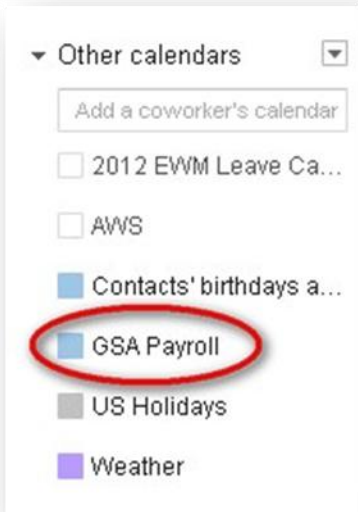 Other calendars
Add a coworker's calendar
2012 EWM Leave Ca...
AWS
Contacts' birthdays a...
GSA Payroll
US Holidays
Weather